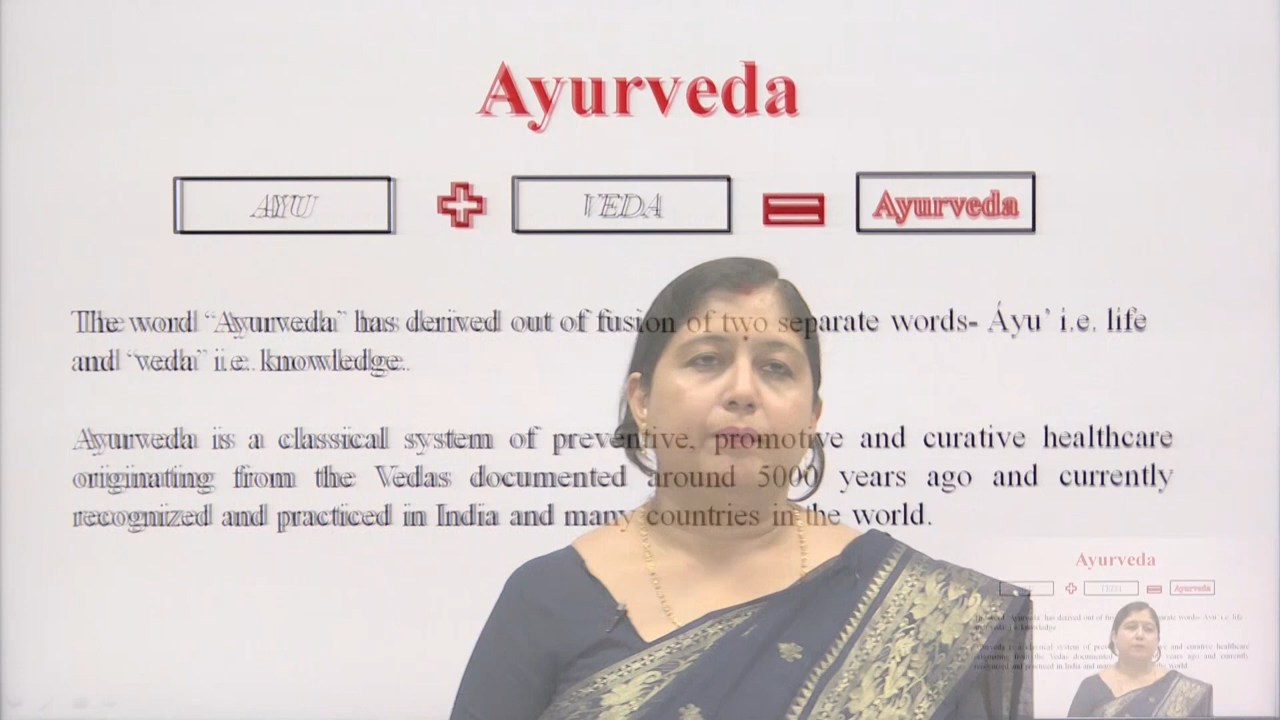 Ayurveda
AYU + VEDA = Ayurveda
The word “Ayurveda” has derived out of fusion of two separate words- Áyu’ i.e. life
and “veda” i.e. knowledge.
Ayurveda is a classical system of preventive, promotive and curative healthcare
originating from the Vedas documented around 5000 years ago and currently
recognized and practiced in India and many countries in the world.
Ayurveda
Ayurveda